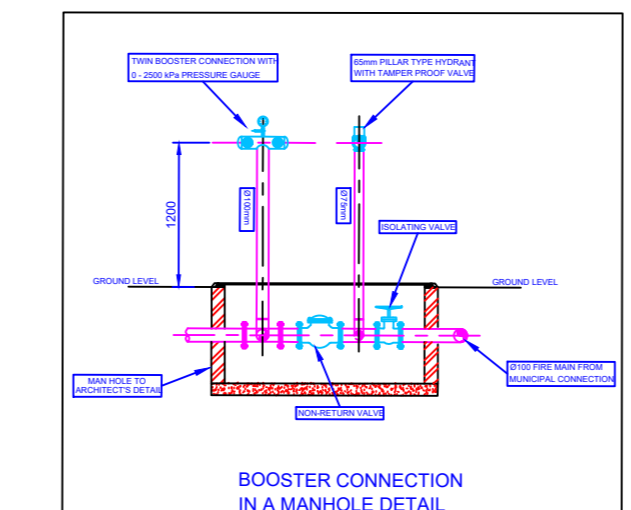 TWIN BOOSTER CONNECTION WITH
0 - 2500 kPa PRESSURE GAUGE
65mm PILLAR TYPE HYDRANT
WITH TAMPER PROOF VALVE
1200
Ø100mm
Ø75mm
ISOLATING VALVE
GROUND LEVEL
GROUND LEVEL
MAN HOLE TO
ARCHITECT'S DETAIL
NON-RETURN VALVE
Ø100 FIRE MAIN FROM
MUNICIPAL CONNECTION
BOOSTER CONNECTION
IN A MANHOLE DETAIL